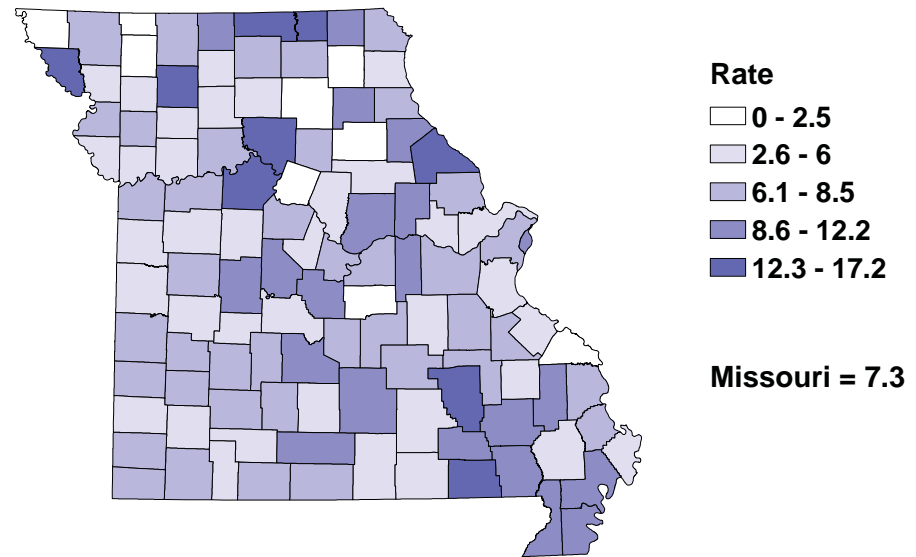 Rate
0 - 2.5
2.6 - 6
6.1 - 8.5
8.6 - 12.2
12.3 - 17.2
Missouri = 7.3